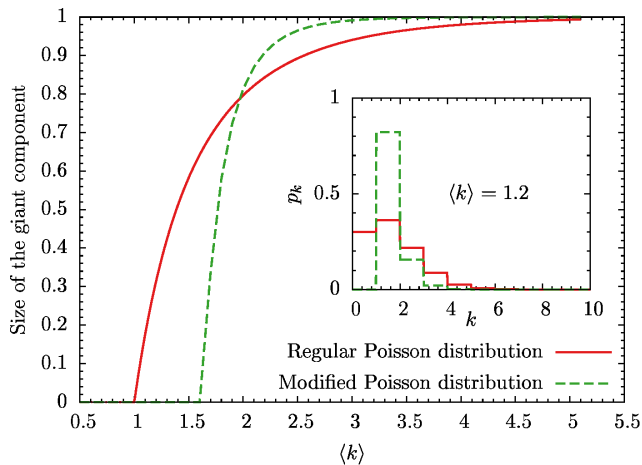 Size of the giant component
1
0.9
0.8
0.7
0.6
0.5
0.4
0.3
0.2
0.1
0
0.5 1 1.5 2 2.5 3 3.5 4 4.5 5 5.5
⟨k⟩
1
0.5
0
pk
⟨k⟩ = 1.2
0 2 4 6 8 10
k
Regular Poisson distribution
Modified Poisson distribution